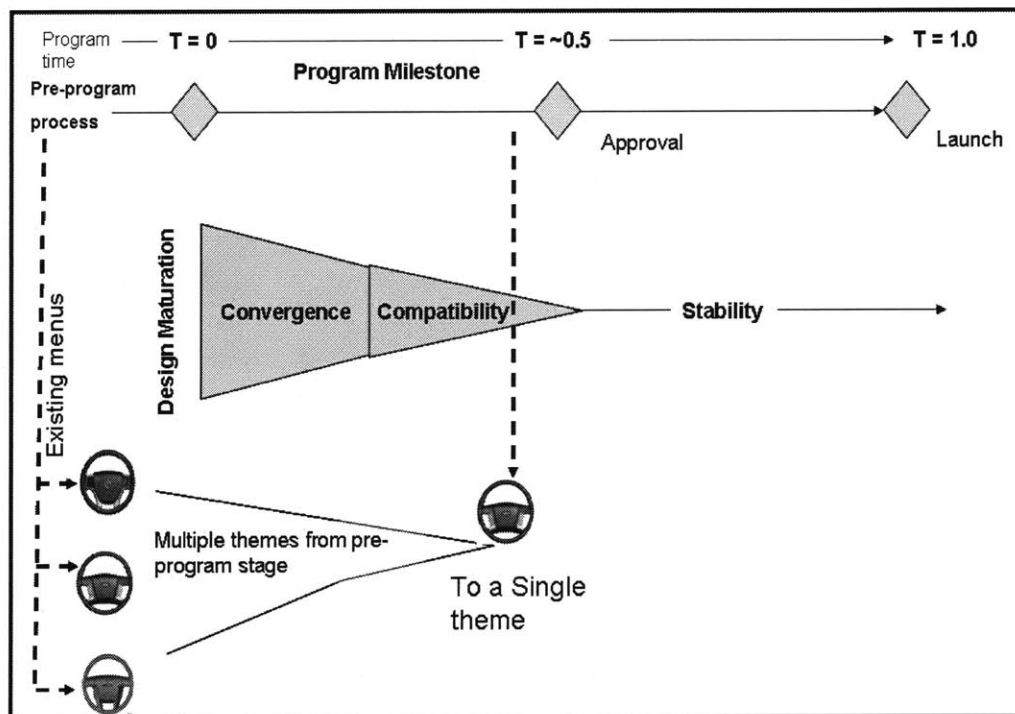 Program time
T = 0
T = ~0.5
T = 1.0
Program Milestone
Pre-program
process
Approval
Launch
Design Maturation
Convergence
Compatibility
Stability
Existing menus
Multiple themes from pre-
program stage
To a Single
theme